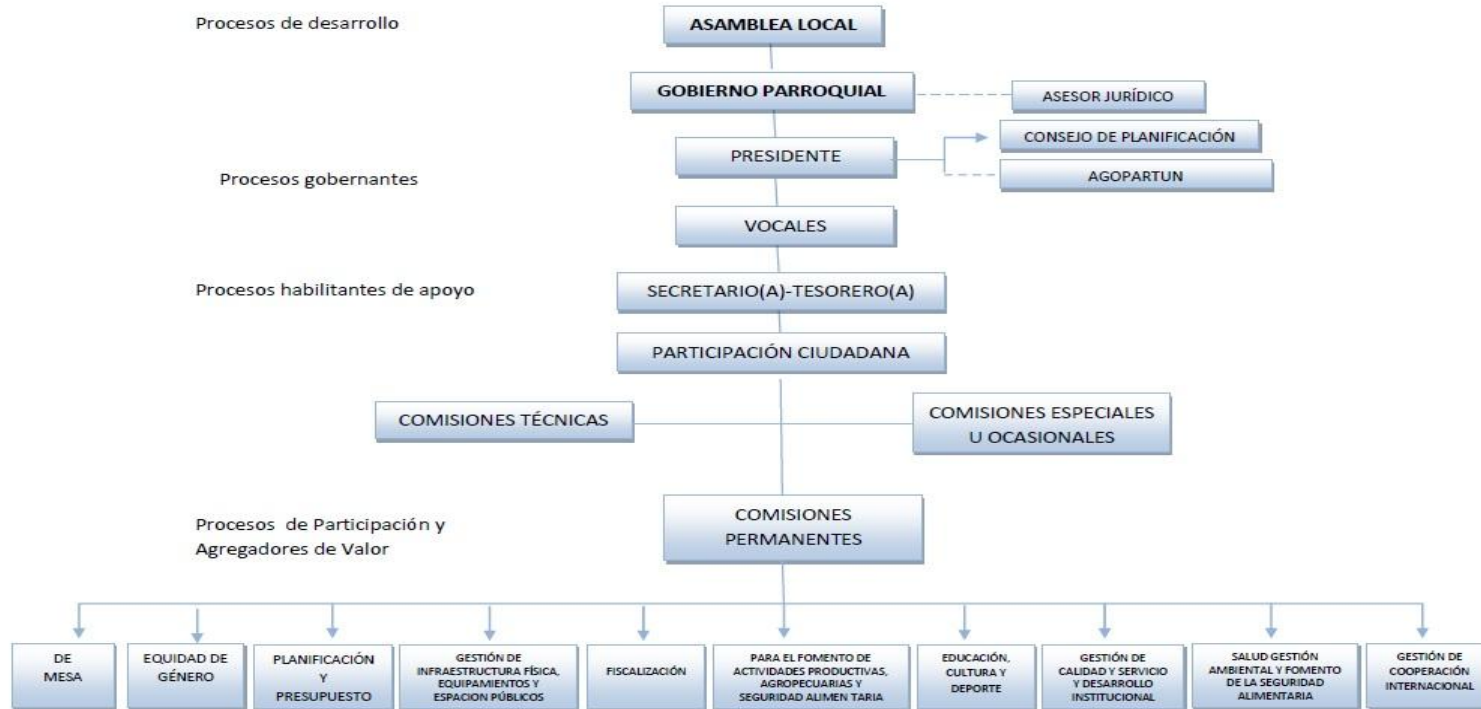 Procesos de desarrollo
ASAMBLEA LOCAL
GOBIERNO PARROQUIAL
ASESOR JURÍDICO
CONSEJO DE PLANIFICACIÓN
PRESIDENTE
AGOPARTUN
Procesos gobernantes
VOCALES
Procesos habilitantes de apoyo
SECRETARIO(A)-TESORERO(A)
PARTICIPACIÓN CIUDADANA
COMISIONES TÉCNICAS
COMISIONES ESPECIALES
U OCASIONALES
Procesos de Participación y
Agregadores de Valor
COMISIONES
PERMANENTES
DE
MESA
EQUIDAD DE
GÉNERO
PLANIFICACIÓN
Y
PRESUPUESTO
GESTIÓN DE
INFRAESTRUCTURA FÍSICA,
EQUIPAMIENTOS Y
ESPACION PÚBLICOS
FISCALIZACIÓN
PARA EL FOMENTO DE
ACTIVIDADES PRODUCTIVAS,
AGROPECUARIAS Y
SEGURIDAD ALIMEN TARIA
EDUCACIÓN,
CULTURA Y
DEPORTE
GESTIÓN DE
CALIDAD Y SERVICIO
Y DESARROLLO
INSTITUCIONAL
SALUD GESTIÓN
AMBIENTAL Y FOMENTO
DE LA SEGURIDAD
ALIMENTARIA
GESTIÓN DE
COOPERACIÓN
INTERNACIONAL